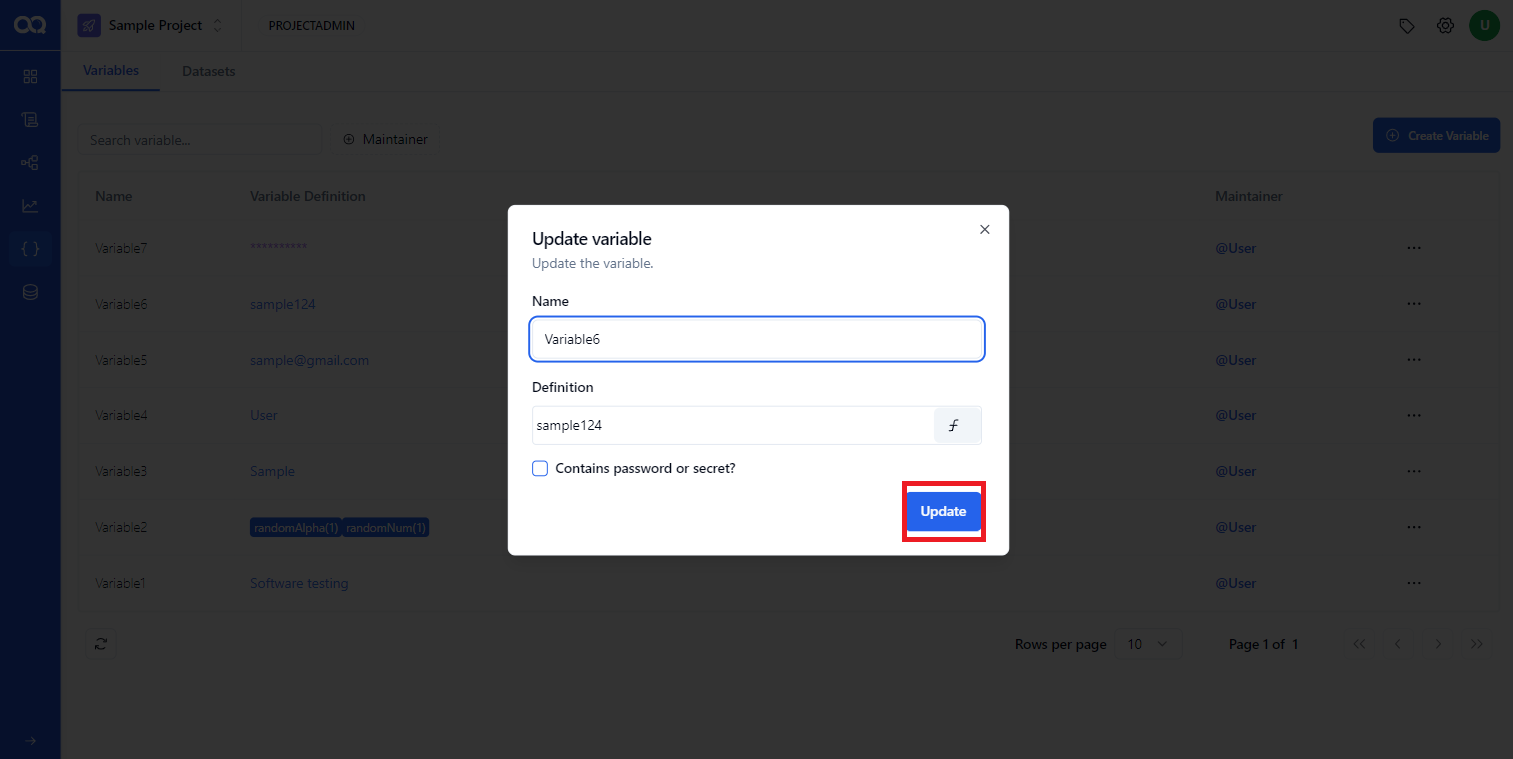 Sample Project
PROJECTADMIN
U
Variables
Datasets
Search variable...
Maintainer
Create Variable
Name
Variable Definition
Maintainer
Variable7
**********
@User
Variable6
sample124
@User
Variable5
sample@gmail.com
@User
Variable4
User
@User
Variable3
Sample
@User
Variable2
randomAlpha(1) randomNum(1)
@User
Variable1
Software testing
@User
Update variable
Update the variable.
Name
Variable6
Definition
sample124
Contains password or secret?
Update
Rows per page
10
Page 1 of 1